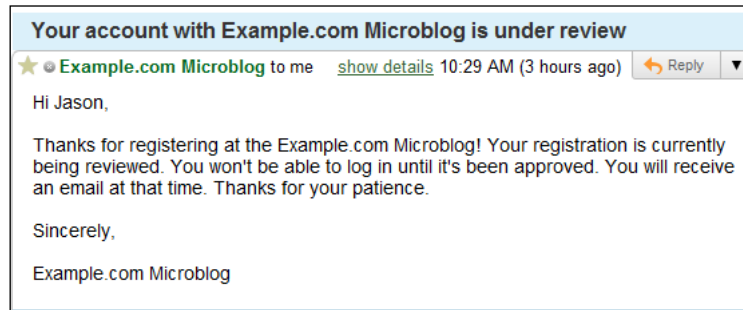 Your account with Example.com Microblog is under review
Example.com Microblog to me show details 10:29 AM (3 hours ago) Reply
Hi Jason,
Thanks for registering at the Example.com Microblog! Your registration is currently
being reviewed. You won't be able to log in until it's been approved. You will receive
an email at that time. Thanks for your patience.
Sincerely,
Example.com Microblog